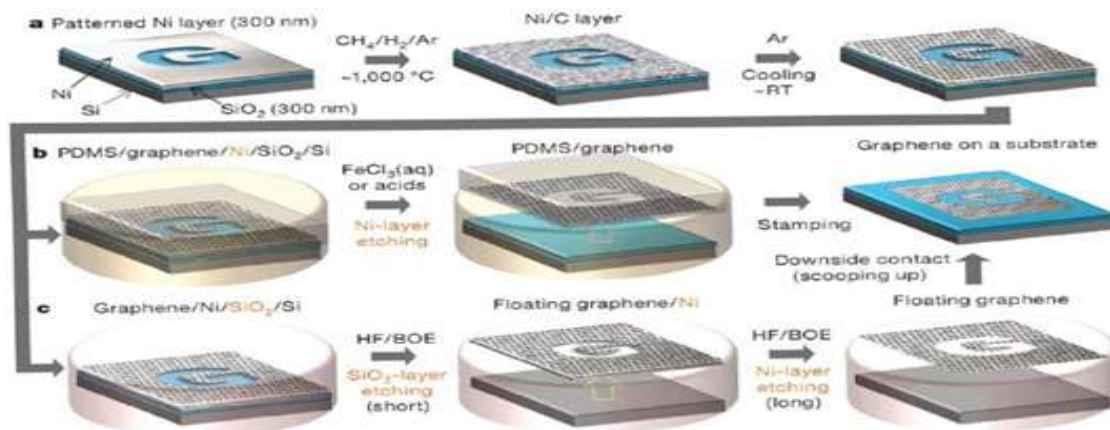 a Patterned Ni layer (300 nm)
Ni
Si
SiO₂ (300 nm)
CH₄/H₂/Ar
~1,000 °C
Ni/C layer
Ar
Cooling
~RT
b PDMS/graphene/Ni/SiO₂/Si
FeCl₃(aq)
or acids
Ni-layer
etching
PDMS/graphene
Stamping
Graphene on a substrate
Downside contact
(scooping up)
c Graphene/Ni/SiO₂/Si
HF/BOE
SiO₂-layer
etching
(short)
Floating graphene/Ni
HF/BOE
Ni-layer
etching
(long)
Floating graphene